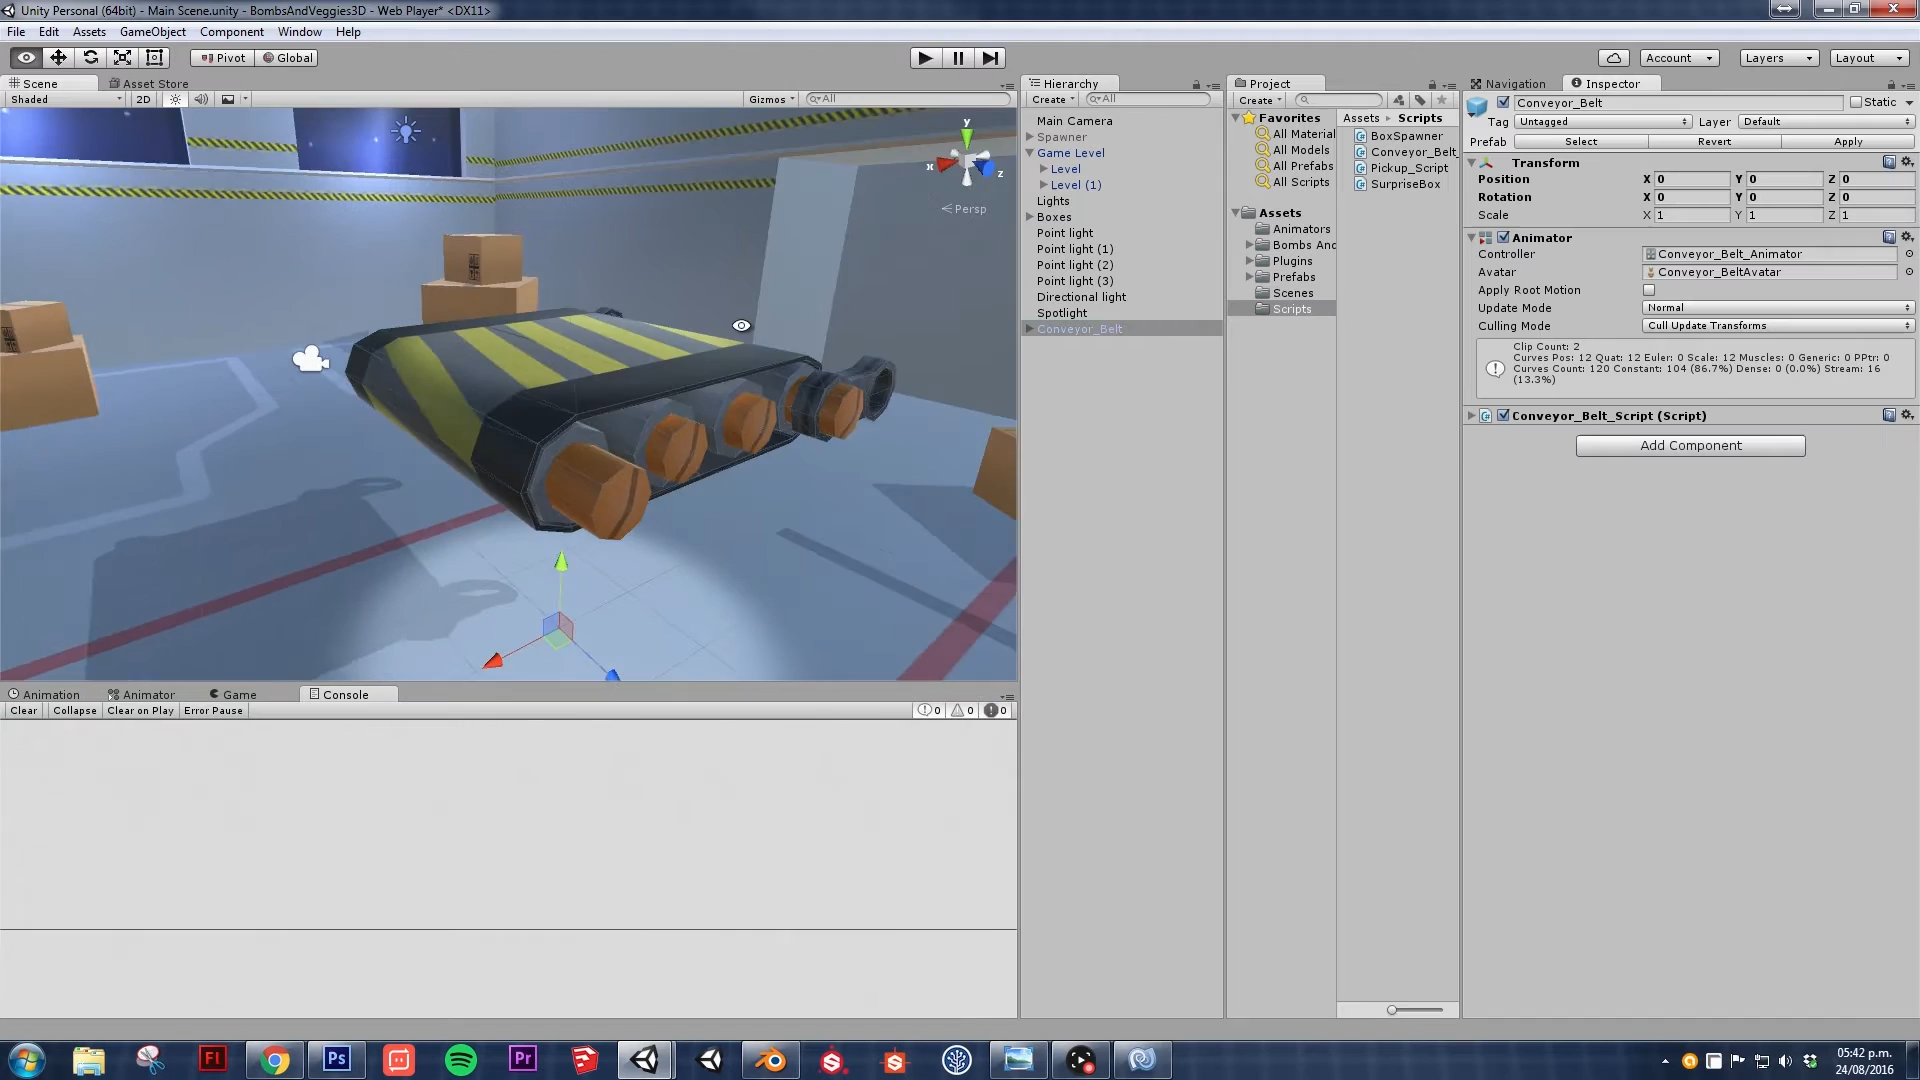 Unity Personal (64bit) - Main Scene.unity - BombsAndVeggies3D - Web Player* <DX11>
File Edit Assets GameObject Component Window Help
Pivot Global
Account Layers Layout
Scene Asset Store
Shaded 2D Gizmos All
y
x
z
Persp
Animation Animator Game Console
Clear Collapse Clear on Play Error Pause 0 0 0
Hierarchy
Create All
Main Camera
Spawner
Game Level
Level
Level (1)
Lights
Boxes
Point light
Point light (1)
Point light (2)
Point light (3)
Directional light
Spotlight
Conveyor_Belt
Project
Create
Favorites
All Material
All Models
All Prefabs
All Scripts
Assets
Animators
Bombs And
Plugins
Prefabs
Scenes
Scripts
Assets Scripts
BoxSpawner
Conveyor_Belt_
Pickup_Script
SurpriseBox
Navigation Inspector
Conveyor_Belt Static
Tag Untagged Layer Default
Prefab Select Revert Apply
Transform
Position X 0 Y 0 Z 0
Rotation X 0 Y 0 Z 0
Scale X 1 Y 1 Z 1
Animator
Controller Conveyor_Belt_Animator
Avatar Conveyor_BeltAvatar
Apply Root Motion
Update Mode Normal
Culling Mode Cull Update Transforms
Clip Count: 2
Curves Pos: 12 Quat: 12 Euler: 0 Scale: 12 Muscles: 0 Generic: 0 PPtr: 0
Curves Count: 120 Constant: 104 (86.7%) Dense: 0 (0.0%) Stream: 16
(13.3%)
Conveyor_Belt_Script (Script)
Add Component
Fl Ps Pr
05:42 p.m.
24/08/2016